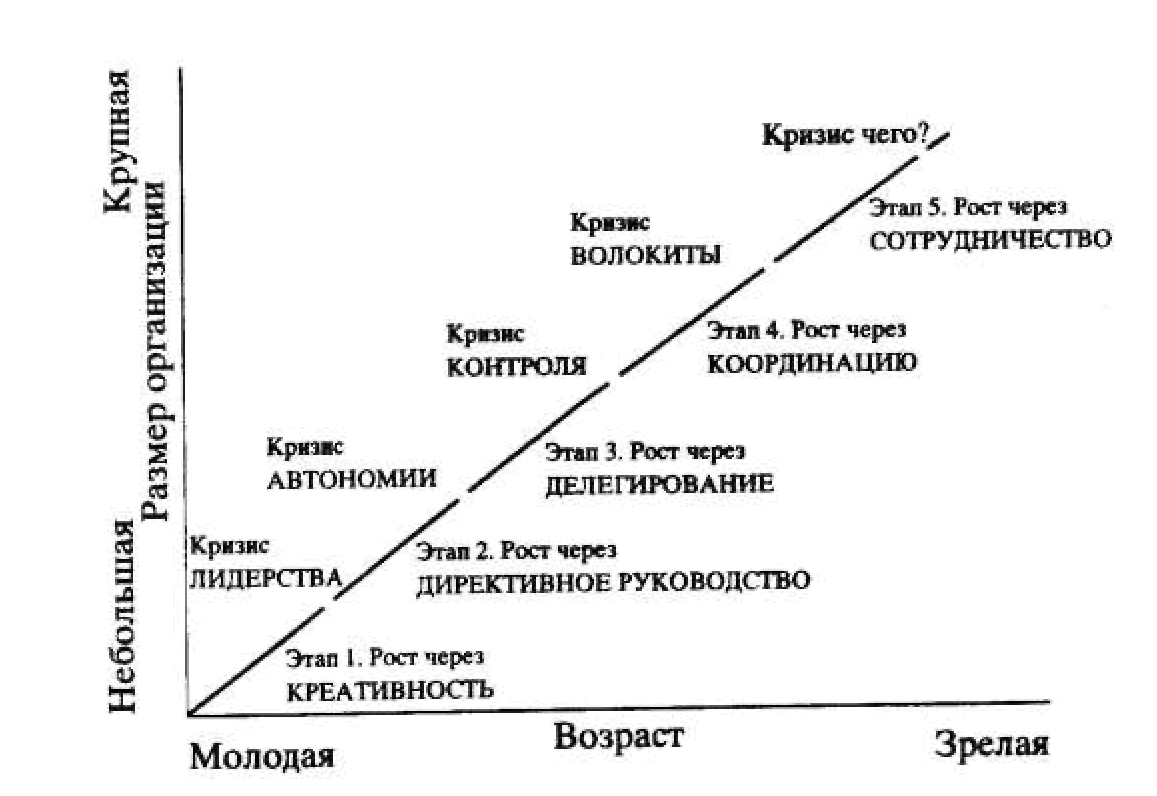 Крупная
Размер организации
Небольшая
Кризис чего?
Этап 5. Рост через
СОТРУДНИЧЕСТВО
Кризис
ВОЛОКИТЫ
Этап 4. Рост через
КООРДИНАЦИЮ
Кризис
КОНТРОЛЯ
Этап 3. Рост через
ДЕЛЕГИРОВАНИЕ
Кризис
АВТОНОМИИ
Этап 2. Рост через
ДИРЕКТИВНОЕ РУКОВОДСТВО
Кризис
ЛИДЕРСТВА
Этап 1. Рост через
КРЕАТИВНОСТЬ
Молодая
Возраст
Зрелая